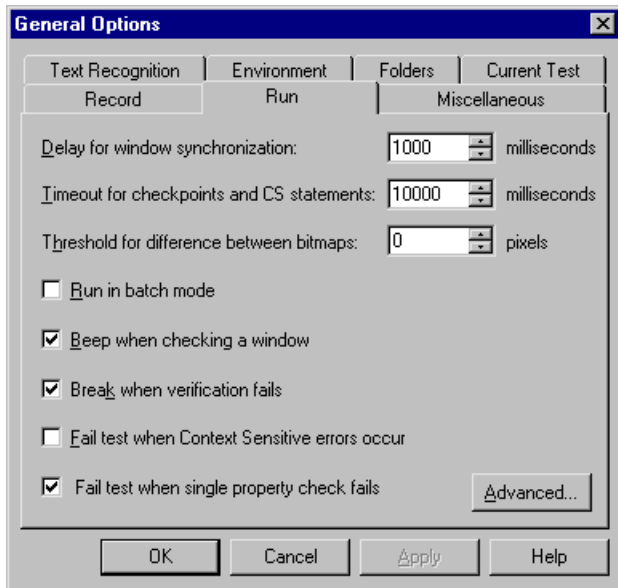 General Options
Text Recognition Environment Folders Current Test
Record Run Miscellaneous
Delay for window synchronization: 1000 milliseconds
Timeout for checkpoints and CS statements: 10000 milliseconds
Threshold for difference between bitmaps: 0 pixels
Run in batch mode
Beep when checking a window
Break when verification fails
Fail test when Context Sensitive errors occur
Fail test when single property check fails
Advanced...
OK Cancel Apply Help